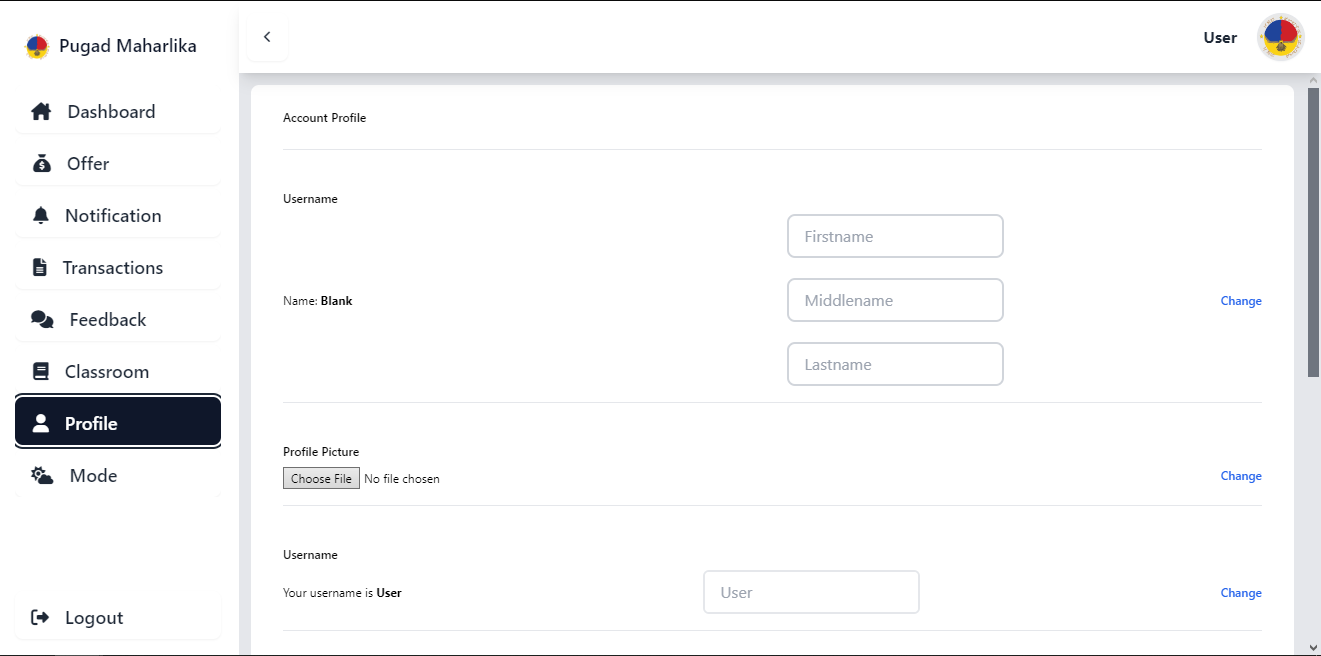 Pugad Maharlika
User
Dashboard
Offer
Notification
Transactions
Feedback
Classroom
Profile
Mode
Logout
Account Profile
Username
Firstname
Name: Blank
Middlename
Change
Lastname
Profile Picture
Choose File No file chosen
Change
Username
Your username is User
User
Change